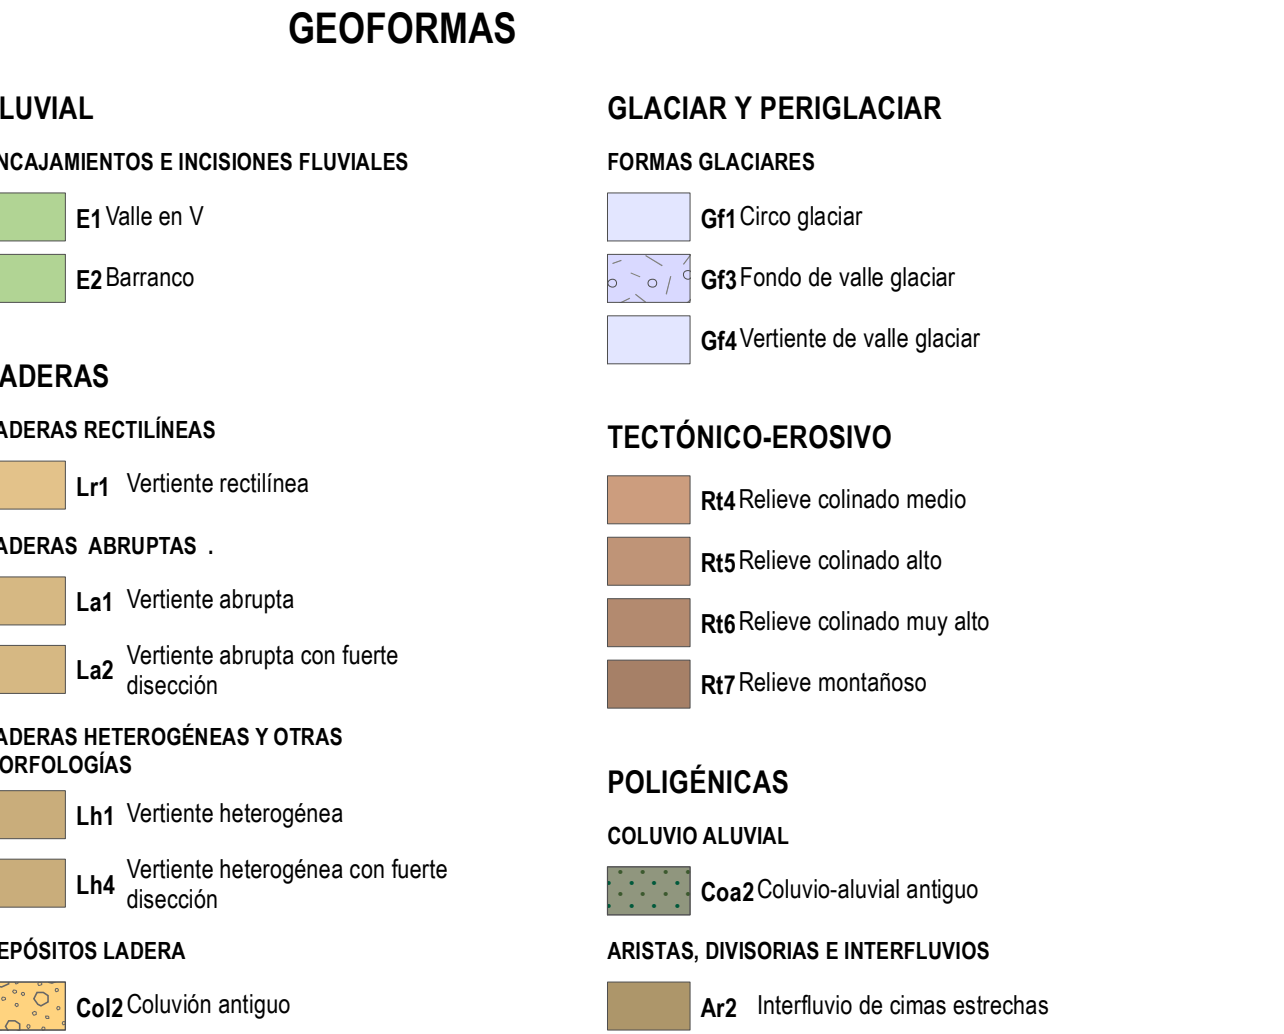 GEOFORMAS
LUVIAL
NCAJAMIENTOS E INCISIONES FLUVIALES
E1 Valle en V
E2 Barranco
ADERAS
ADERAS RECTILÍNEAS
Lr1 Vertiente rectilínea
ADERAS ABRUPTAS .
La1 Vertiente abrupta
La2 Vertiente abrupta con fuerte
disección
ADERAS HETEROGÉNEAS Y OTRAS
ORFOLOGÍAS
Lh1 Vertiente heterogénea
Lh4 Vertiente heterogénea con fuerte
disección
EPÓSITOS LADERA
Col2 Coluvión antiguo
GLACIAR Y PERIGLACIAR
FORMAS GLACIARES
Gf1 Circo glaciar
Gf3 Fondo de valle glaciar
Gf4 Vertiente de valle glaciar
TECTÓNICO-EROSIVO
Rt4 Relieve colinado medio
Rt5 Relieve colinado alto
Rt6 Relieve colinado muy alto
Rt7 Relieve montañoso
POLIGÉNICAS
COLUVIO ALUVIAL
Coa2 Coluvio-aluvial antiguo
ARISTAS, DIVISORIAS E INTERFLUVIOS
Ar2 Interfluvio de cimas estrechas